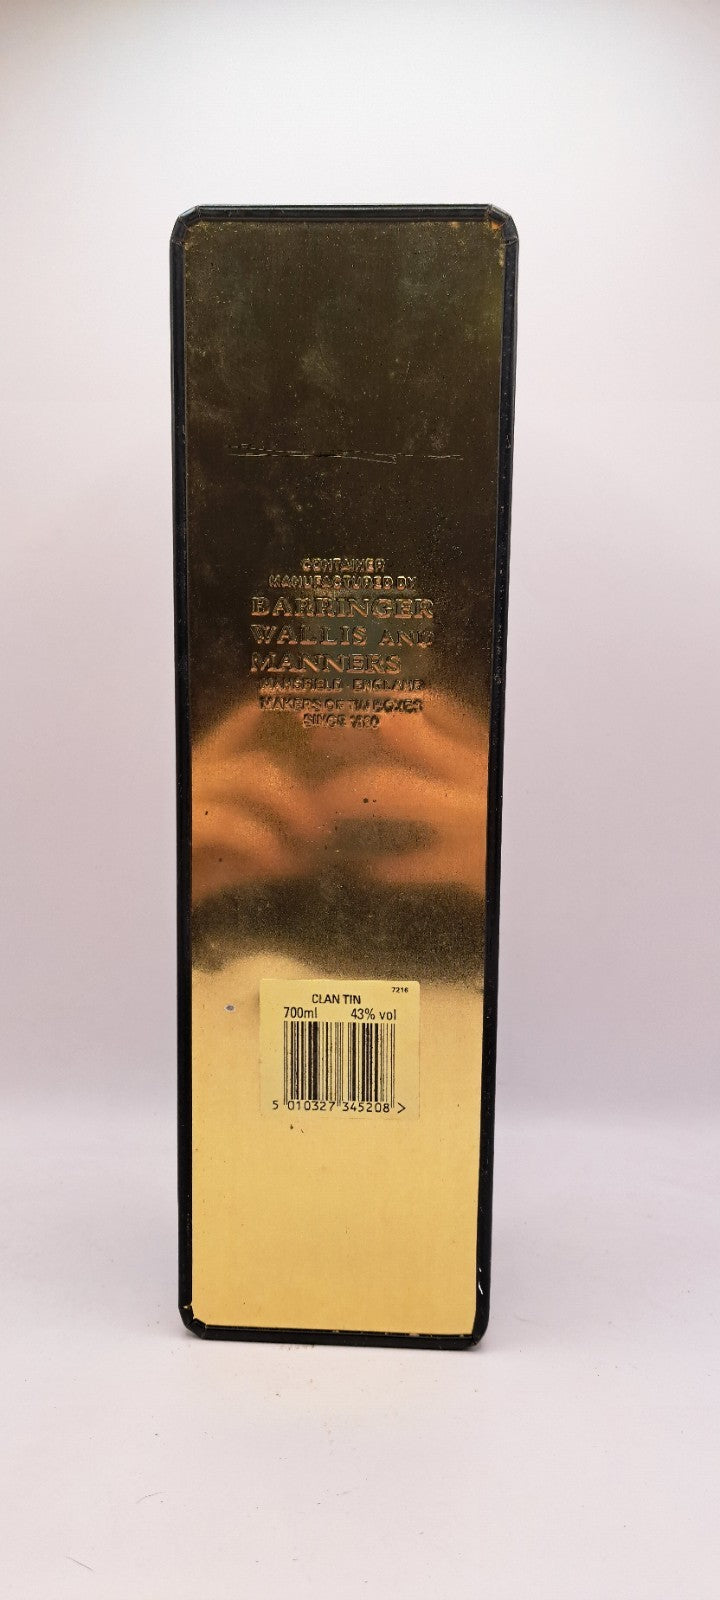 CONTAINER
MANUFACTURED BY
BARRINGER
WALLIS AND
MANNERS
MANSFIELD · ENGLAND
MAKERS OF TIN BOXES
SINCE
7216
CLAN TIN
700ml 43% vol
5 010327 345208 >